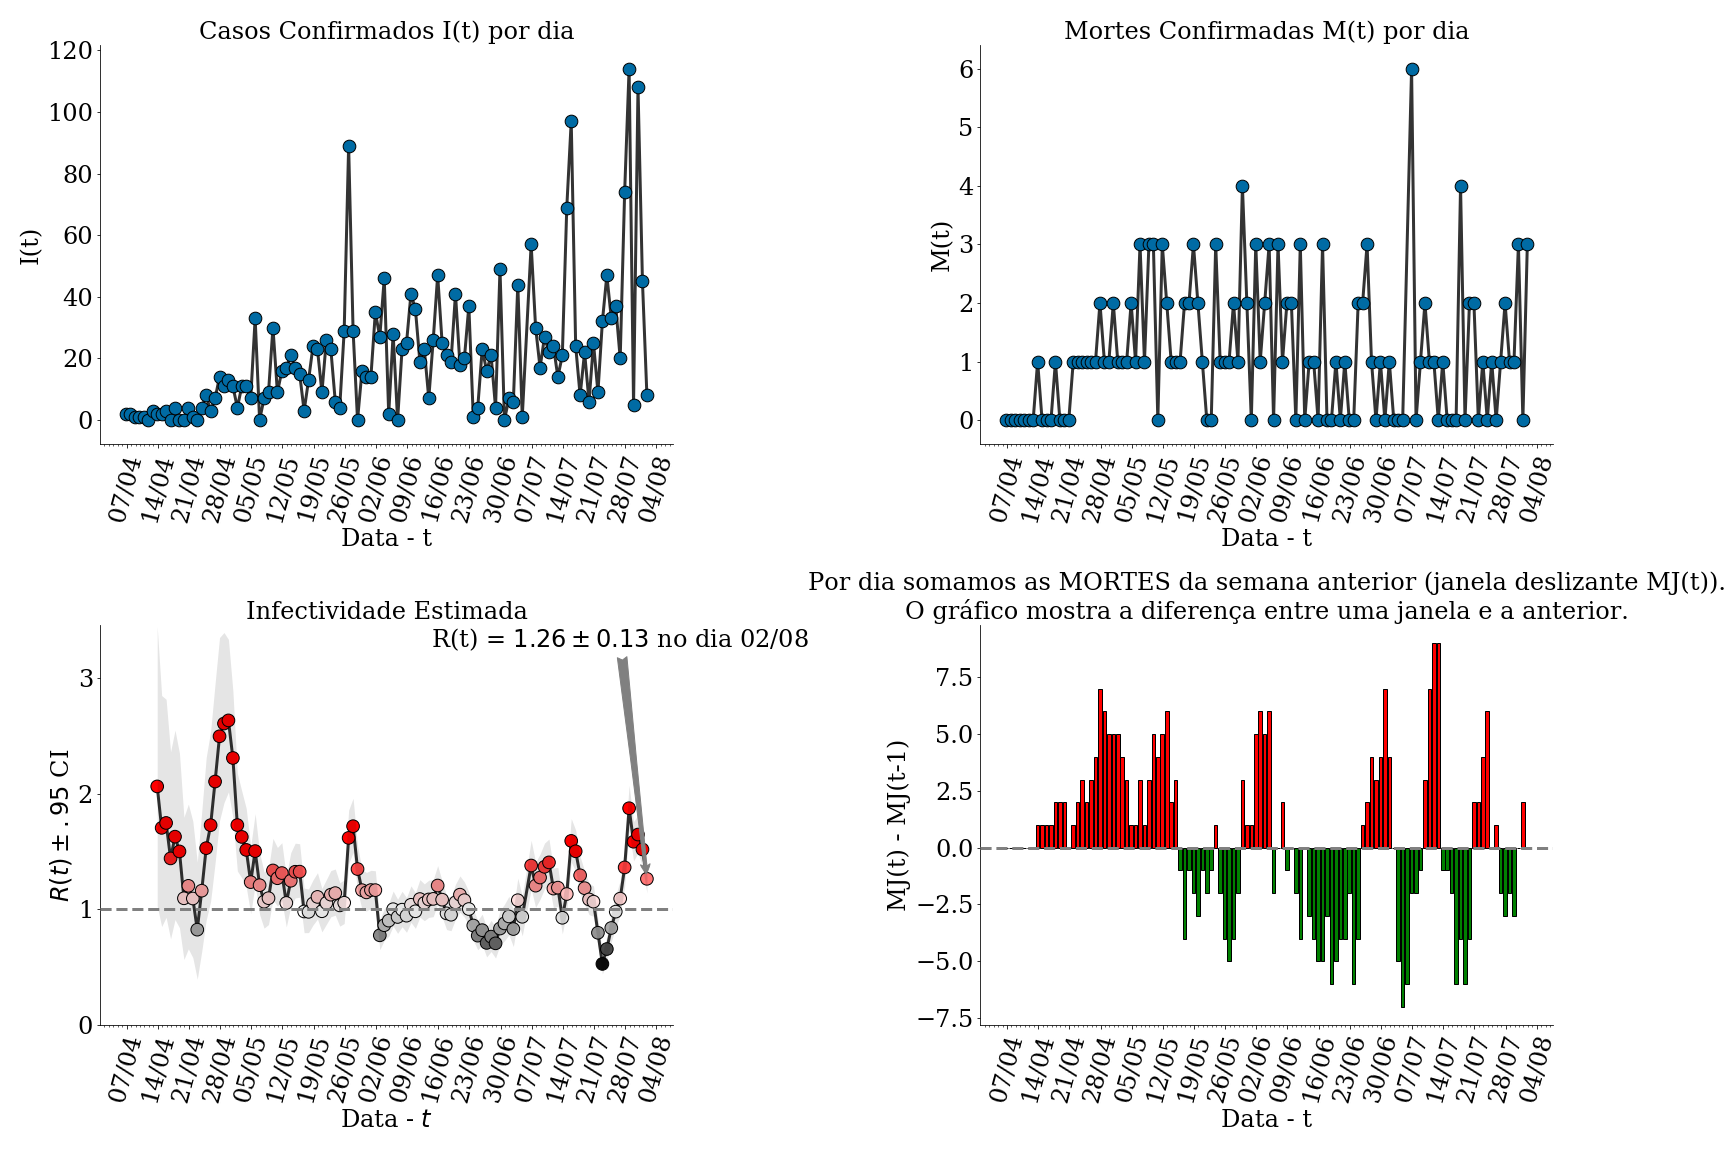 Casos Confirmados I(t) por dia
120
100
80
60
40
20
0
I(t)
07/04 14/04 21/04 28/04 05/05 12/05 19/05 26/05 02/06 09/06 16/06 23/06 30/06 07/07 14/07 21/07 28/07 04/08
Data - t
Mortes Confirmadas M(t) por dia
6
5
4
3
2
1
0
M(t)
07/04 14/04 21/04 28/04 05/05 12/05 19/05 26/05 02/06 09/06 16/06 23/06 30/06 07/07 14/07 21/07 28/07 04/08
Data - t
Infectividade Estimada
R(t) = 1.26 ± 0.13 no dia 02/08
3
2
1
0
R(t) ± .95 CI
07/04 14/04 21/04 28/04 05/05 12/05 19/05 26/05 02/06 09/06 16/06 23/06 30/06 07/07 14/07 21/07 28/07 04/08
Data - t
Por dia somamos as MORTES da semana anterior (janela deslizante MJ(t)).
O gráfico mostra a diferença entre uma janela e a anterior.
7.5
5.0
2.5
0.0
−2.5
−5.0
−7.5
MJ(t) - MJ(t-1)
07/04 14/04 21/04 28/04 05/05 12/05 19/05 26/05 02/06 09/06 16/06 23/06 30/06 07/07 14/07 21/07 28/07 04/08
Data - t